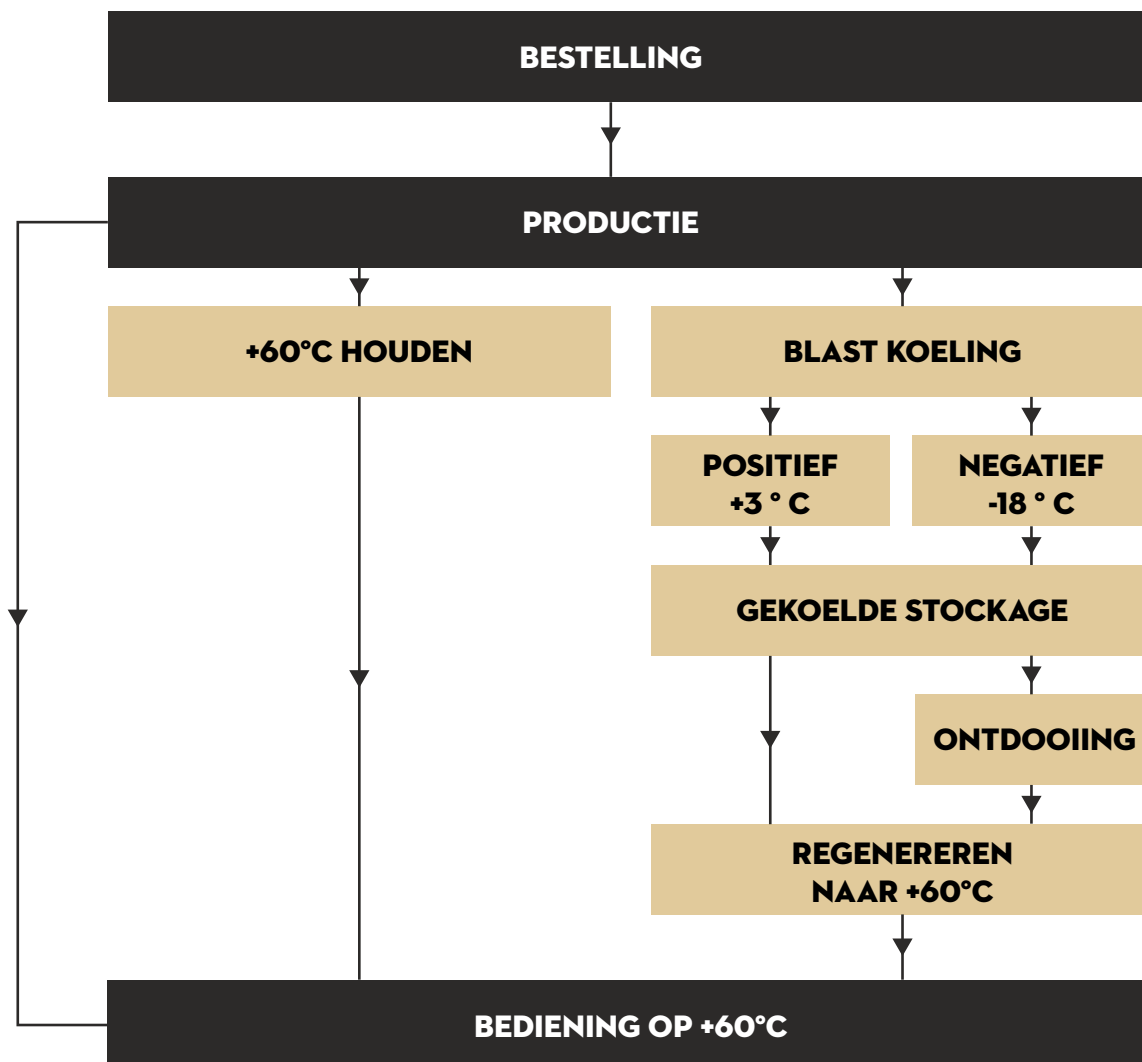 BESTELLING
PRODUCTIE
+60°C HOUDEN
BLAST KOELING
POSITIEF
+3 ° C
NEGATIEF
-18 ° C
GEKOELDE STOCKAGE
ONTDOOIING
REGENEREREN
NAAR +60°C
BEDIENING OP +60°C